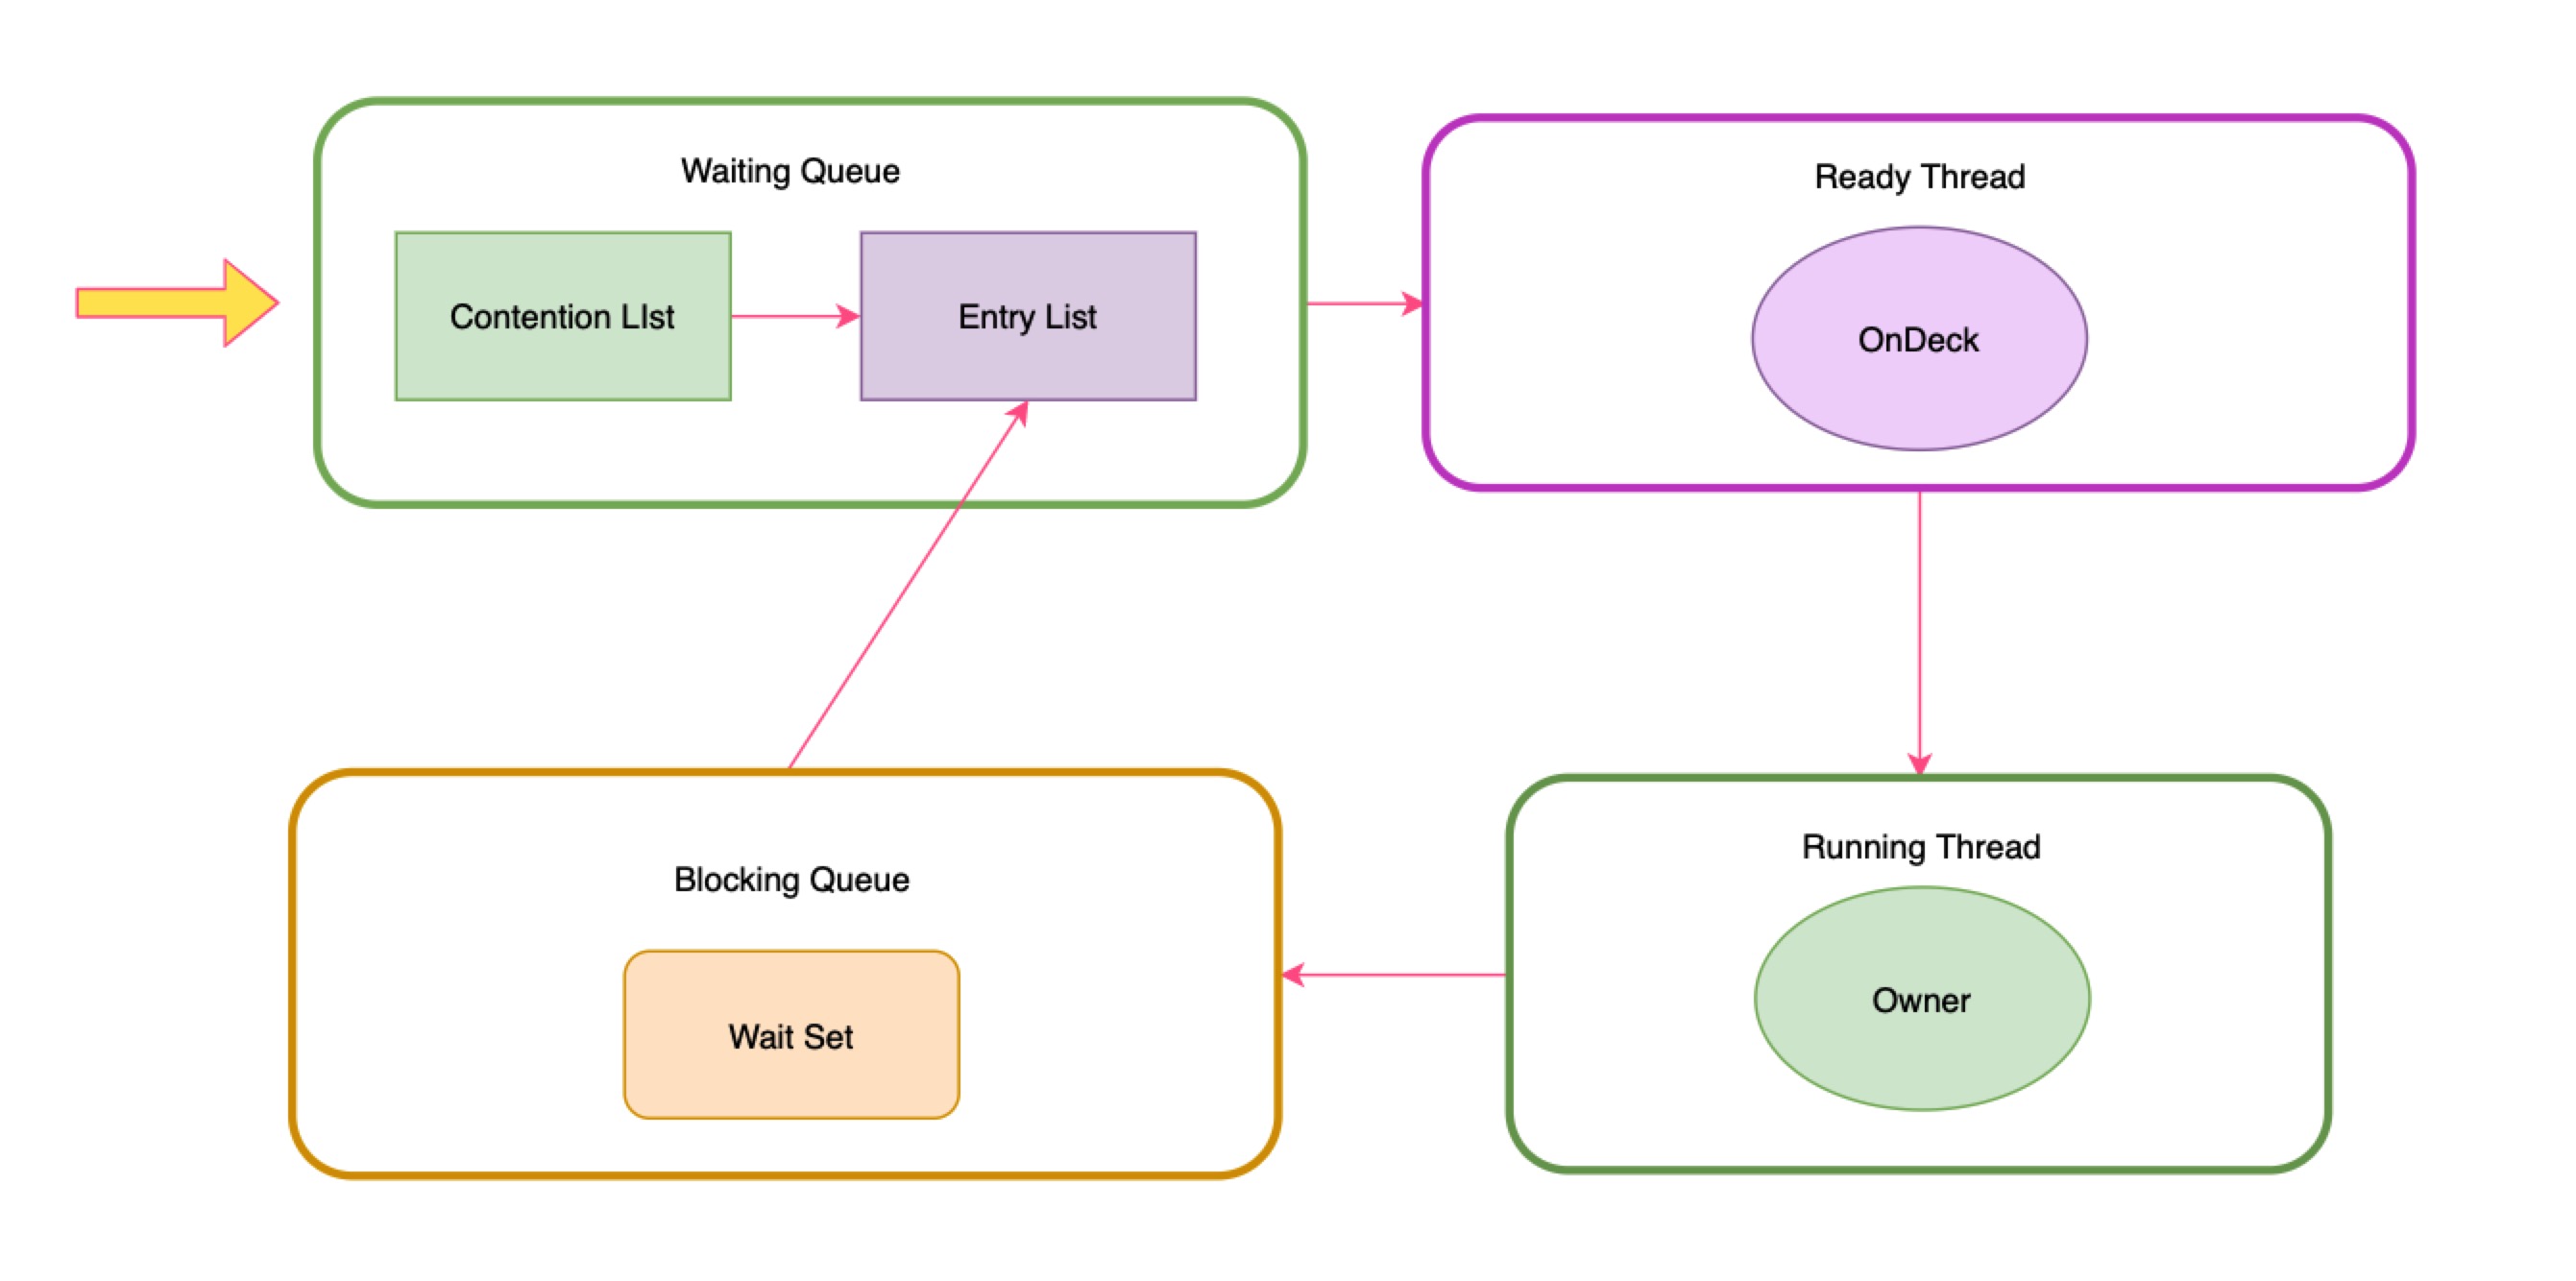 Waiting Queue
Contention LIst
Entry List
Ready Thread
OnDeck
Blocking Queue
Wait Set
Running Thread
Owner